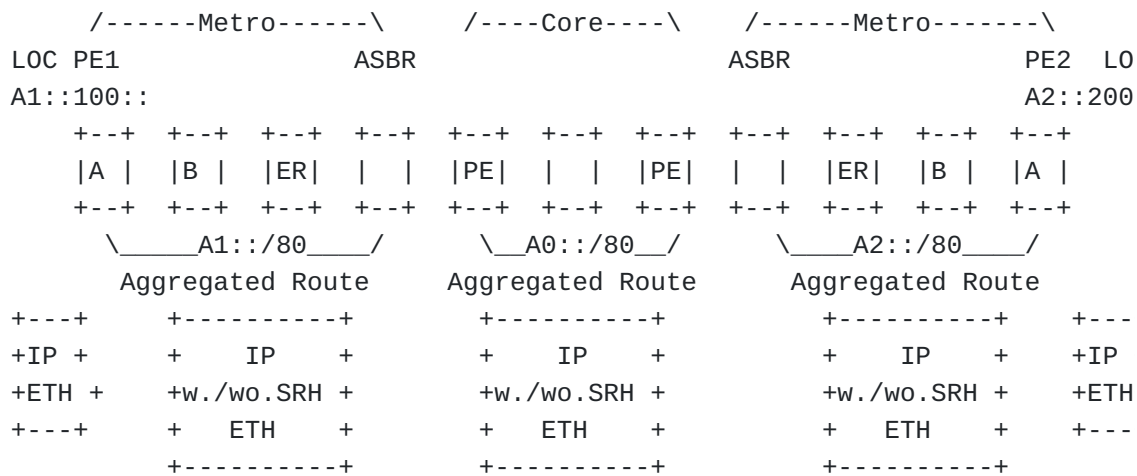 /------Metro------\    /----Core----\    /------Metro-------\
LOC PE1               ASBR                    ASBR               PE2  LO
A1::100::                                                        A2::200
+--+  +--+  +--+  +--+  +--+  +--+  +--+  +--+  +--+  +--+  +--+
|A |  |B |  |ER|  |  |  |PE|  |  |  |PE|  |  |  |ER|  |B |  |A |
+--+  +--+  +--+  +--+  +--+  +--+  +--+  +--+  +--+  +--+  +--+
\_____A1::/80____/      \__A0::/80__/      \____A2::/80_____/
Aggregated Route     Aggregated Route      Aggregated Route
+---+     +----------+        +----------+          +----------+    +---
+IP +     +    IP    +        +    IP    +          +    IP    +    +IP
+ETH +    +w./wo.SRH +        +w./wo.SRH +          +w./wo.SRH +    +ETH
+---+     +   ETH    +        +   ETH    +          +   ETH    +    +---
+----------+        +----------+          +----------+